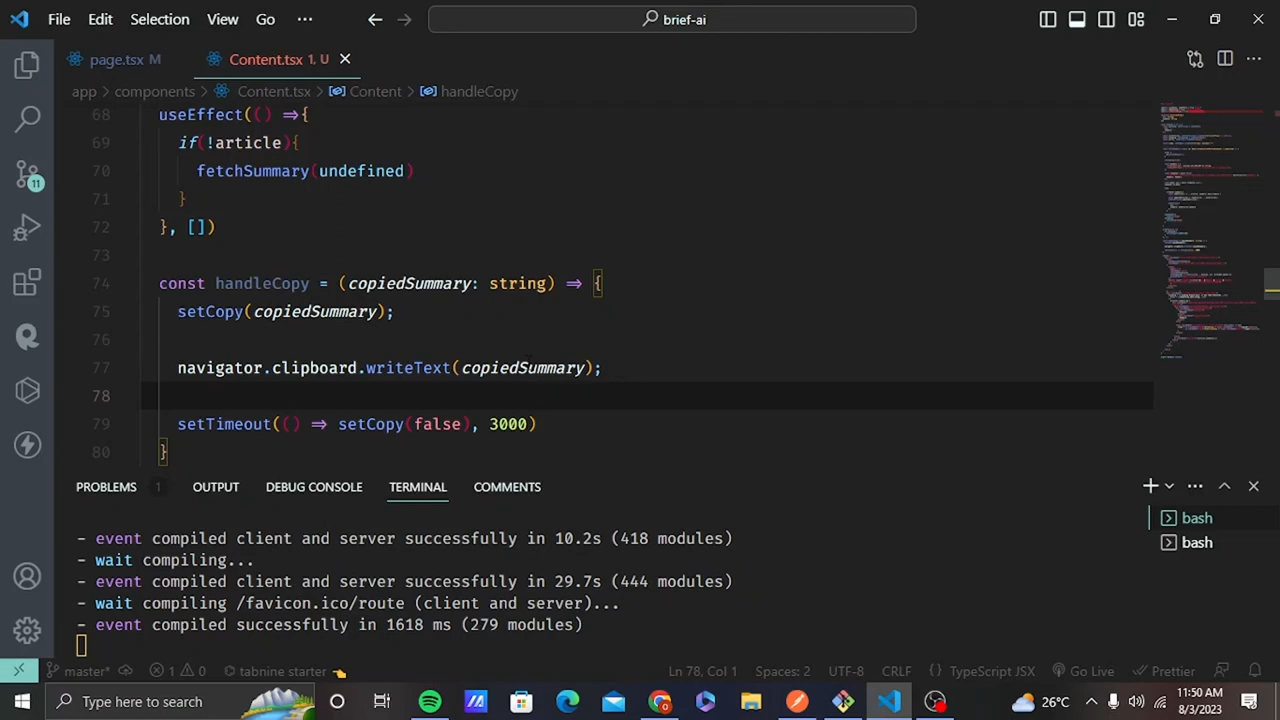 File Edit Selection View Go ··· brief-ai
page.tsx M Content.tsx 1, U
app > components > Content.tsx > Content > handleCopy
68 useEffect(() =>{
69 if(!article){
70 fetchSummary(undefined)
71 }
72 }, [])
73
74 const handleCopy = (copiedSummary: string) => {
75 setCopy(copiedSummary);
76
77 navigator.clipboard.writeText(copiedSummary);
78
79 setTimeout(() => setCopy(false), 3000)
80 }
11
PROBLEMS 1 OUTPUT DEBUG CONSOLE TERMINAL COMMENTS
- event compiled client and server successfully in 10.2s (418 modules)
- wait compiling...
- event compiled client and server successfully in 29.7s (444 modules)
- wait compiling /favicon.ico/route (client and server)...
- event compiled successfully in 1618 ms (279 modules)
bash
bash
master* 1 0 tabnine starter Ln 78, Col 1 Spaces: 2 UTF-8 CRLF {} TypeScript JSX Go Live Prettier
Type here to search 26°C 11:50 AM
8/3/2023